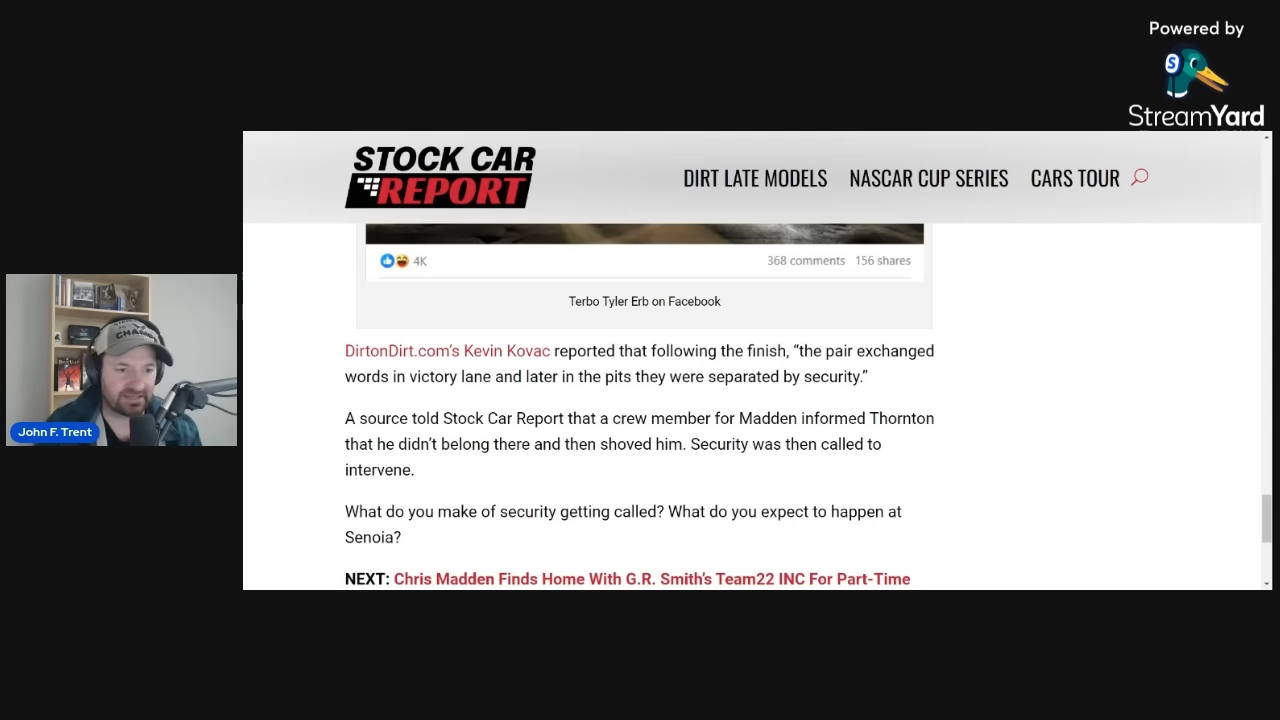 Powered by
S
StreamYard
STOCK CAR
REPORT
DIRT LATE MODELS NASCAR CUP SERIES CARS TOUR
4K 368 comments 156 shares
Terbo Tyler Erb on Facebook
DirtonDirt.com’s Kevin Kovac reported that following the finish, “the pair exchanged
words in victory lane and later in the pits they were separated by security.”
A source told Stock Car Report that a crew member for Madden informed Thornton
that he didn’t belong there and then shoved him. Security was then called to
intervene.
What do you make of security getting called? What do you expect to happen at
Senoia?
NEXT: Chris Madden Finds Home With G.R. Smith’s Team22 INC For Part-Time
John F. Trent